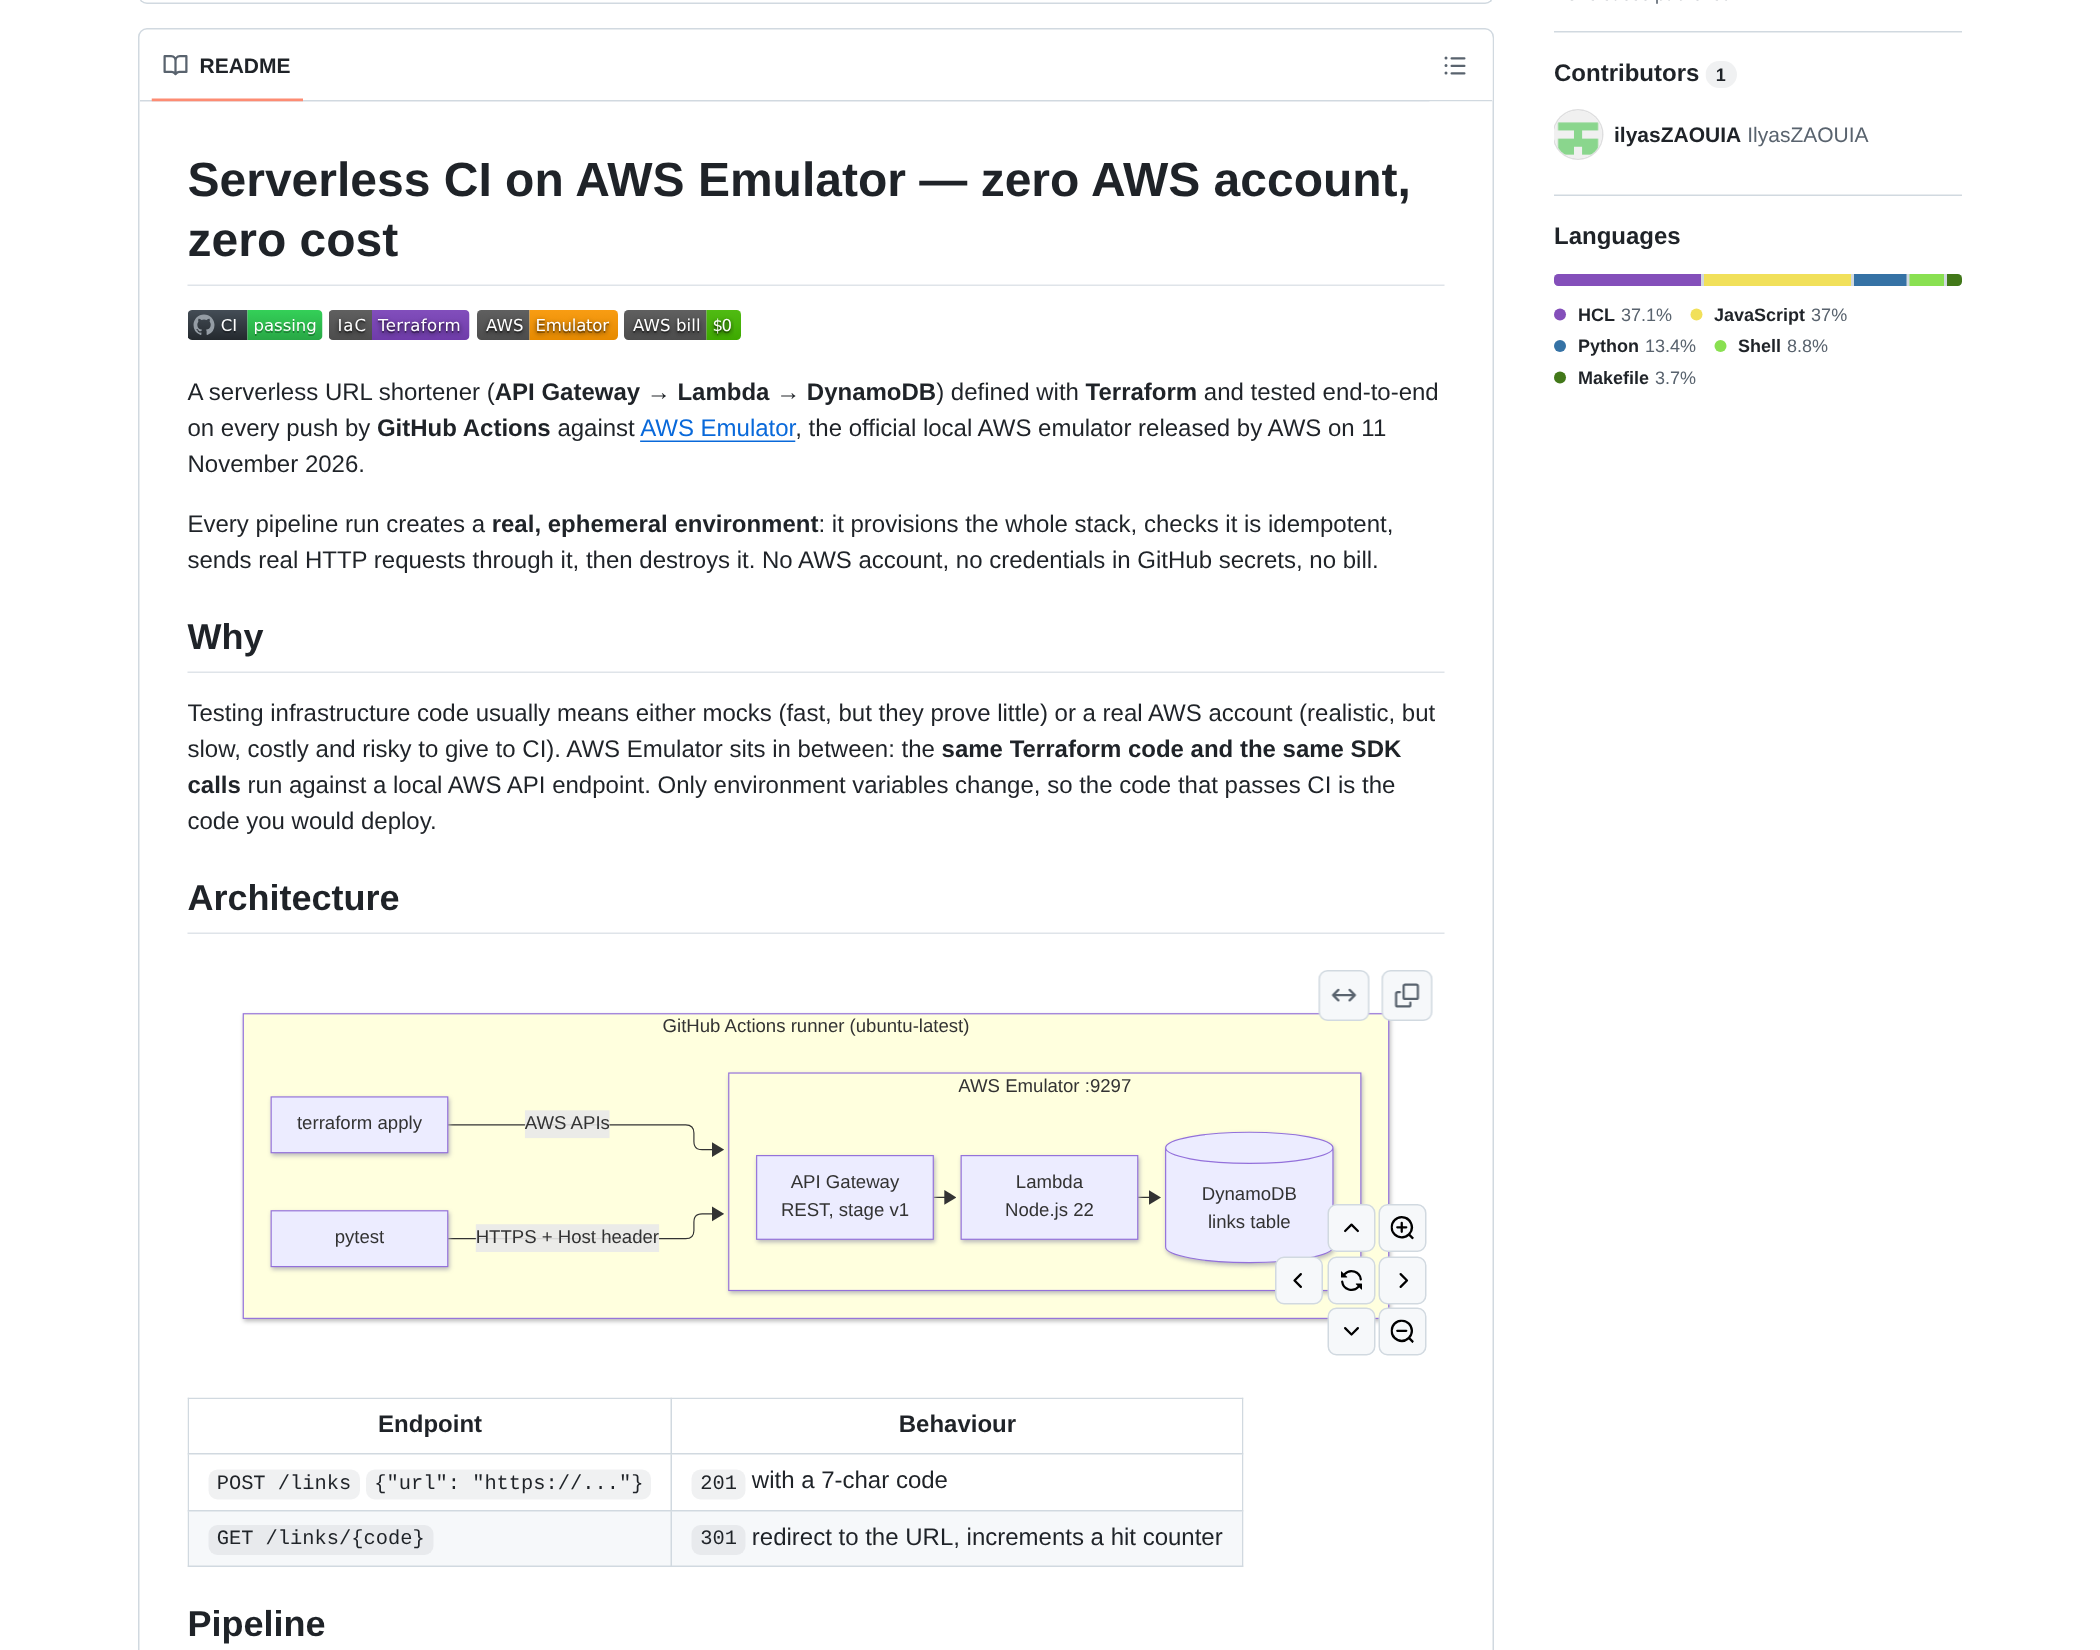 README
Serverless CI on AWS Emulator — zero AWS account,
zero cost
CI passing IaC Terraform AWS Emulator AWS bill $0
A serverless URL shortener (API Gateway → Lambda → DynamoDB) defined with Terraform and tested end-to-end
on every push by GitHub Actions against AWS Emulator, the official local AWS emulator released by AWS on 11
November 2026.
Every pipeline run creates a real, ephemeral environment: it provisions the whole stack, checks it is idempotent,
sends real HTTP requests through it, then destroys it. No AWS account, no credentials in GitHub secrets, no bill.
Why
Testing infrastructure code usually means either mocks (fast, but they prove little) or a real AWS account (realistic, but
slow, costly and risky to give to CI). AWS Emulator sits in between: the same Terraform code and the same SDK
calls run against a local AWS API endpoint. Only environment variables change, so the code that passes CI is the
code you would deploy.
Architecture
GitHub Actions runner (ubuntu-latest)
AWS Emulator :9297
terraform apply
AWS APIs
pytest
HTTPS + Host header
API Gateway
REST, stage v1
Lambda
Node.js 22
DynamoDB
links table
Endpoint Behaviour
POST /links {"url": "https://..."} 201 with a 7-char code
GET /links/{code} 301 redirect to the URL, increments a hit counter
Pipeline
Contributors 1
ilyasZAOUIA IlyasZAOUIA
Languages
HCL 37.1% JavaScript 37%
Python 13.4% Shell 8.8%
Makefile 3.7%